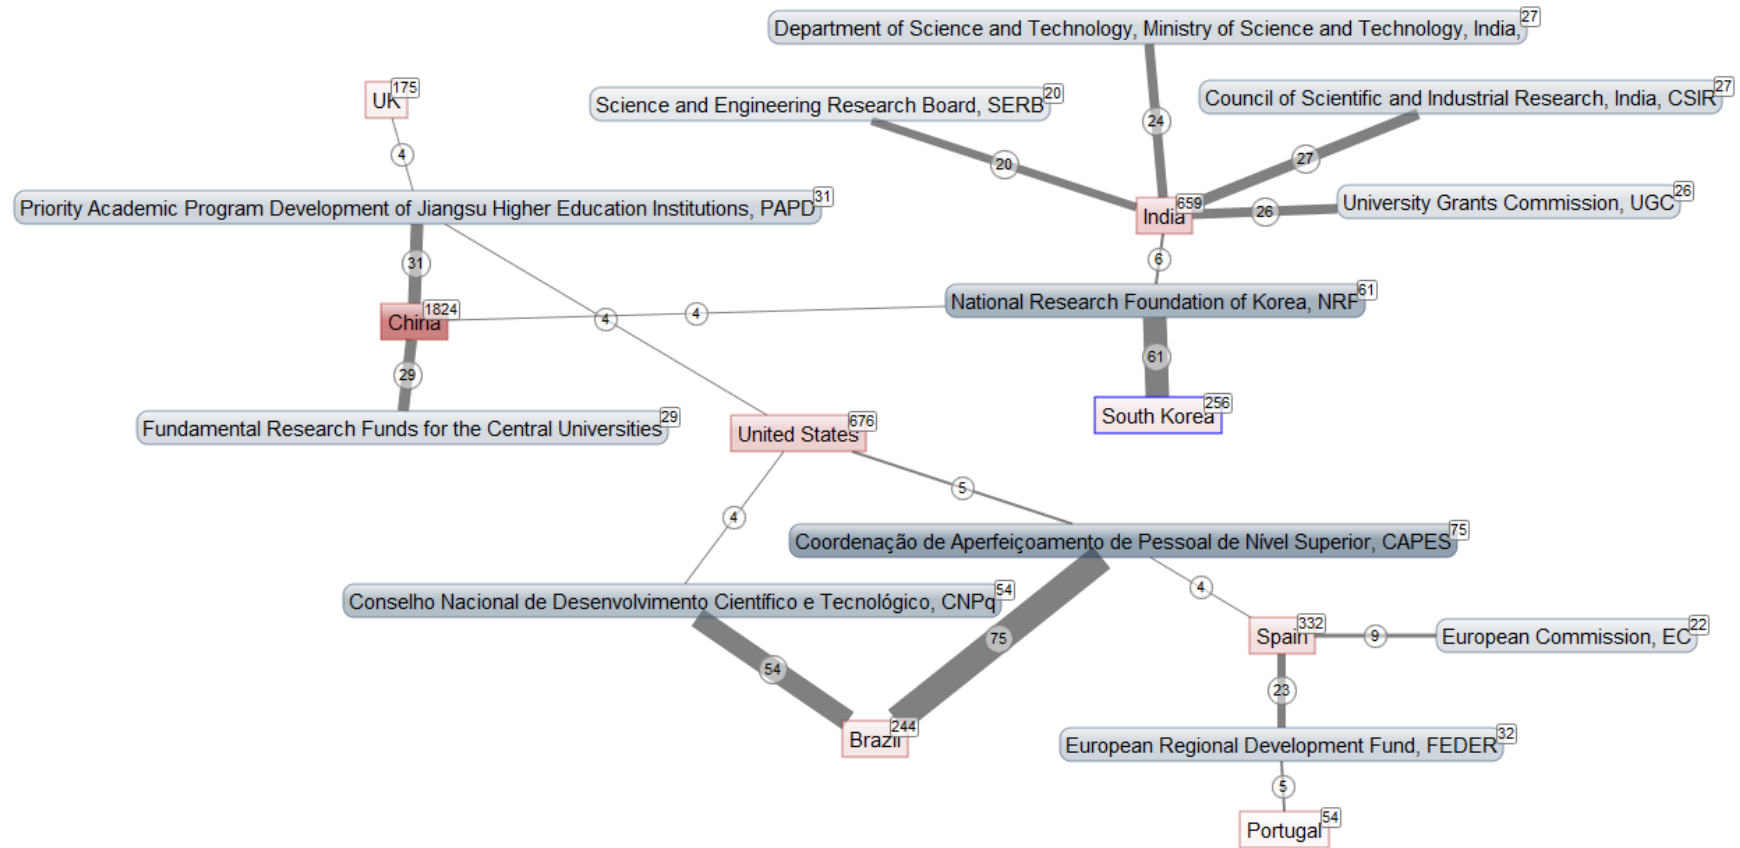 Department of Science and Technology, Ministry of Science and Technology, India, 27
UK 175
Science and Engineering Research Board, SERB 20
Council of Scientific and Industrial Research, India, CSIR 27
24
4
20
27
Priority Academic Program Development of Jiangsu Higher Education Institutions, PAPD 31
India 659
26
University Grants Commission, UGC 26
31
6
National Research Foundation of Korea, NRF 61
China 1824
4
4
61
29
Fundamental Research Funds for the Central Universities 29
United States 676
South Korea 256
5
4
Coordenação de Aperfeiçoamento de Pessoal de Nível Superior, CAPES 75
Conselho Nacional de Desenvolvimento Científico e Tecnológico, CNPq 54
4
75
54
Spain 332
9
European Commission, EC 22
23
Brazil 244
European Regional Development Fund, FEDER 32
5
Portugal 54